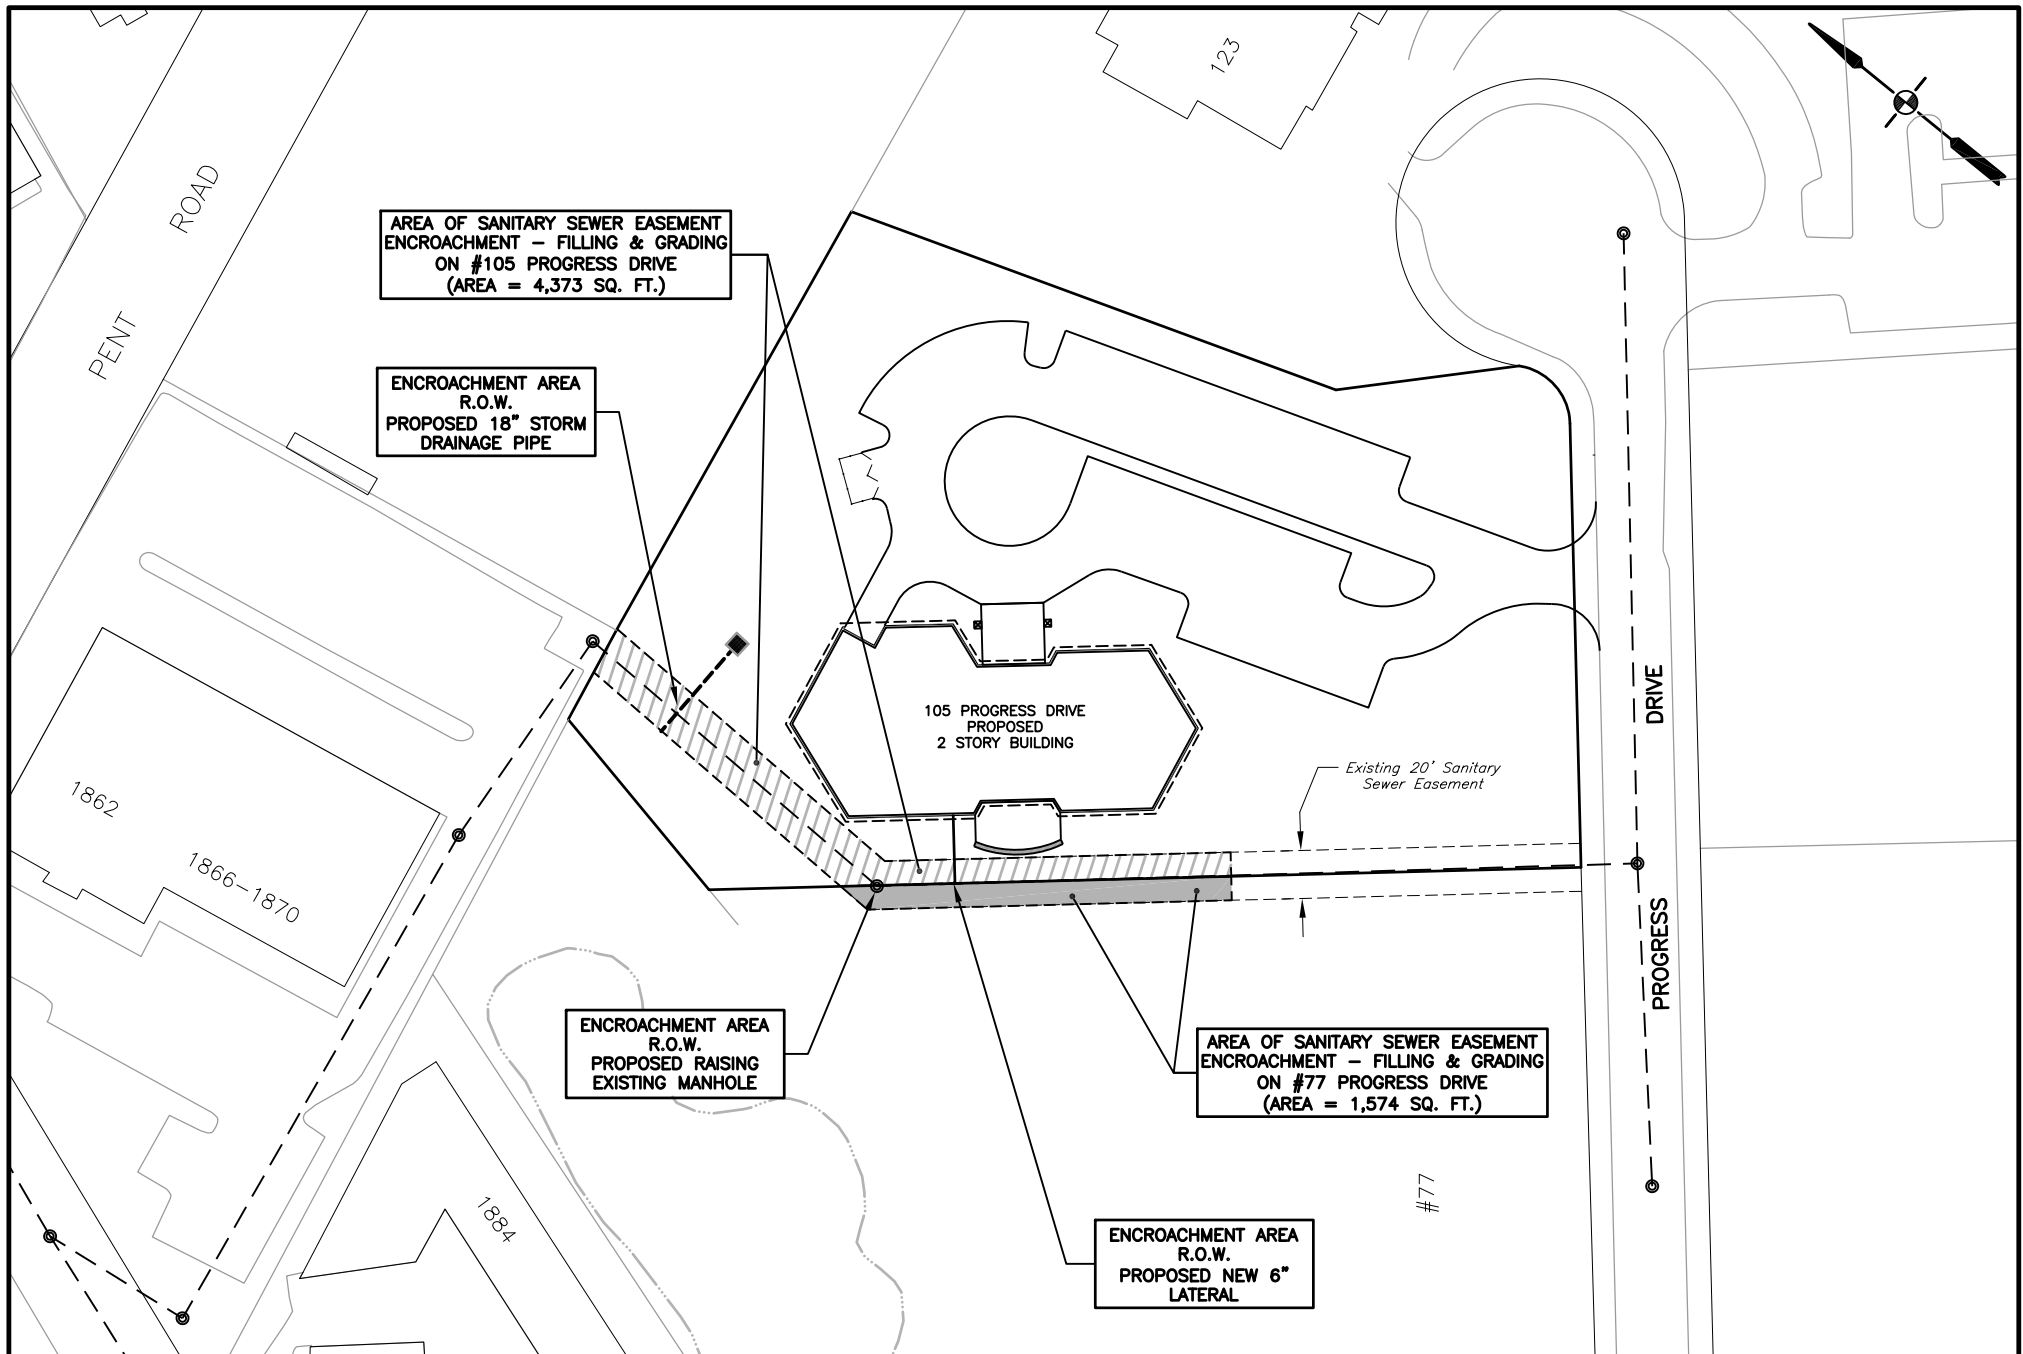 123
PENT ROAD
AREA OF SANITARY SEWER EASEMENT
ENCROACHMENT – FILLING & GRADING
ON #105 PROGRESS DRIVE
(AREA = 4,373 SQ. FT.)
ENCROACHMENT AREA
R.O.W.
PROPOSED 18" STORM
DRAINAGE PIPE
105 PROGRESS DRIVE
PROPOSED
2 STORY BUILDING
Existing 20' Sanitary
Sewer Easement
PROGRESS DRIVE
1862
1866–1870
ENCROACHMENT AREA
R.O.W.
PROPOSED RAISING
EXISTING MANHOLE
AREA OF SANITARY SEWER EASEMENT
ENCROACHMENT – FILLING & GRADING
ON #77 PROGRESS DRIVE
(AREA = 1,574 SQ. FT.)
1884
#77
ENCROACHMENT AREA
R.O.W.
PROPOSED NEW 6"
LATERAL